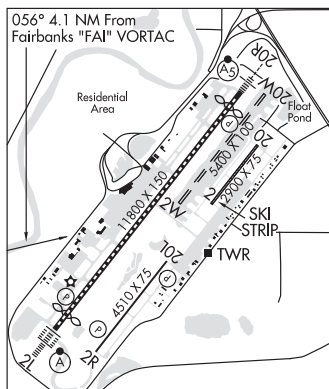 056° 4.1 NM From
Fairbanks "FAI" VORTAC
A5
20R
20W
Residential
Area
Float
Pond
P
20
5400 X 100
2900 X 75
11800 X 150
2W
2
SKI
STRIP
20L
TWR
P
4510 X 75
P
P
2L
A
2R